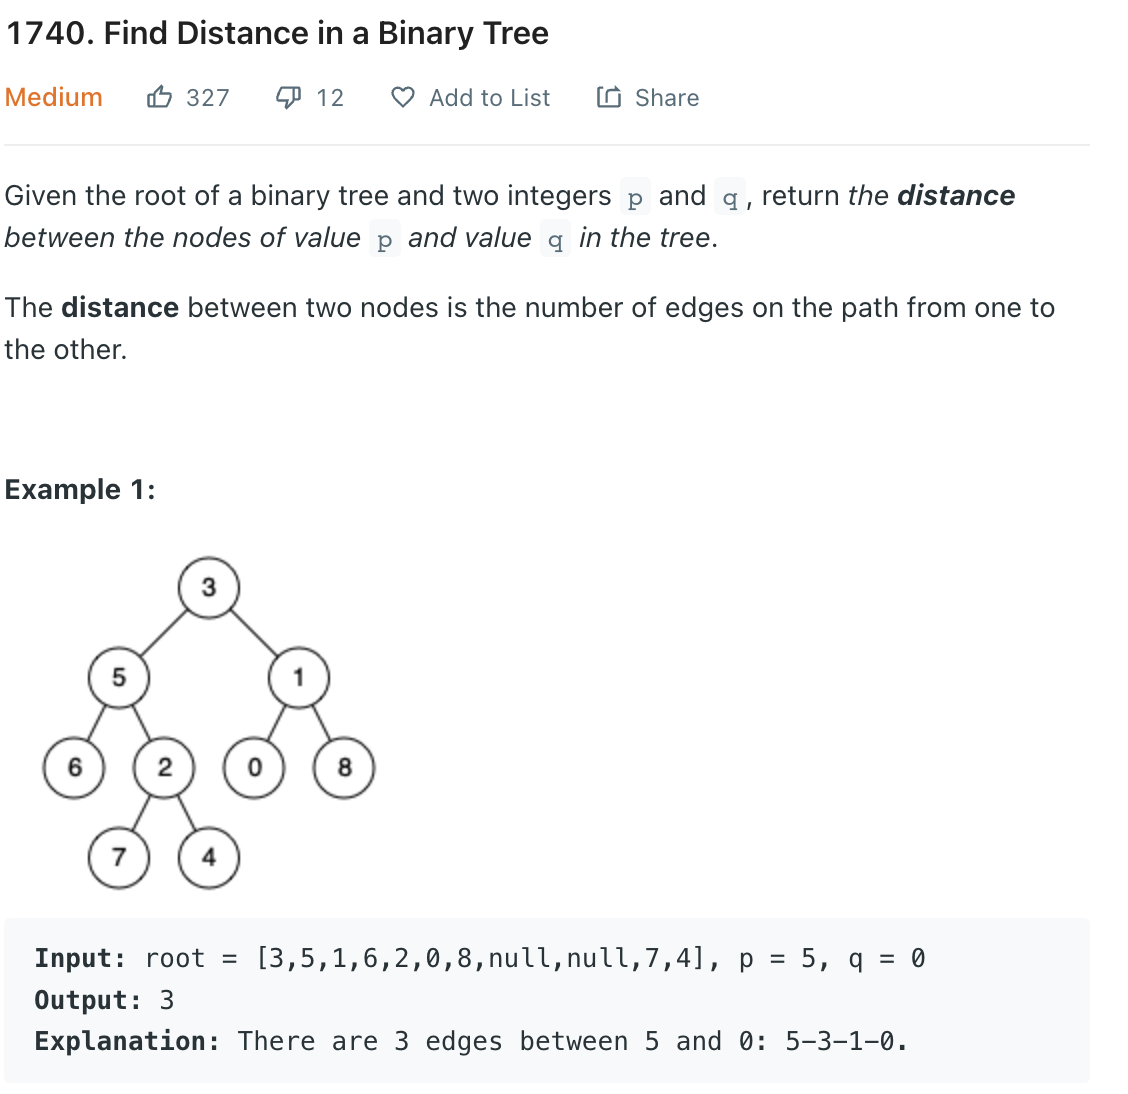 1740. Find Distance in a Binary Tree
Medium 327 12 Add to List Share
Given the root of a binary tree and two integers p and q, return the distance
between the nodes of value p and value q in the tree.
The distance between two nodes is the number of edges on the path from one to
the other.
Example 1:
3
5 1
6 2 0 8
7 4
Input: root = [3,5,1,6,2,0,8,null,null,7,4], p = 5, q = 0
Output: 3
Explanation: There are 3 edges between 5 and 0: 5-3-1-0.